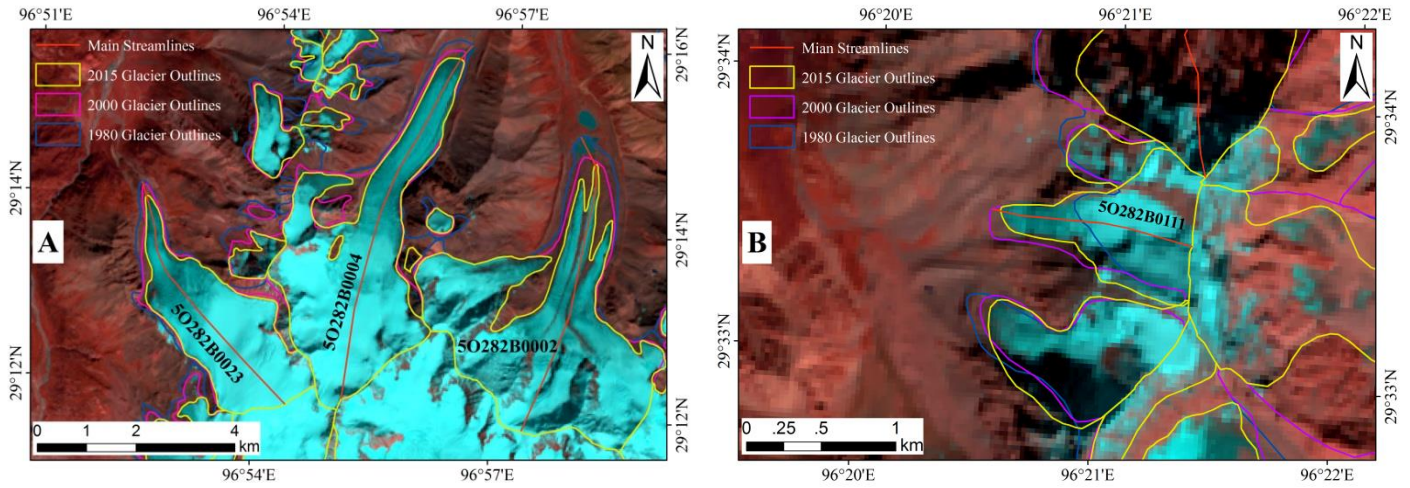 96°51'E 96°54'E 96°57'E
Main Streamlines
2015 Glacier Outlines
2000 Glacier Outlines
1980 Glacier Outlines
N
29°14'N
29°12'N
29°16'N
29°14'N
29°12'N
A
5O282B0023
5O282B0004
5O282B0002
0 1 2 4
km
96°54'E 96°57'E
96°20'E 96°21'E 96°22'E
Mian Streamlines
2015 Glacier Outlines
2000 Glacier Outlines
1980 Glacier Outlines
N
29°34'N
29°33'N
29°34'N
29°33'N
B
5O282B0111
0 .25 .5 1
km
96°20'E 96°21'E 96°22'E